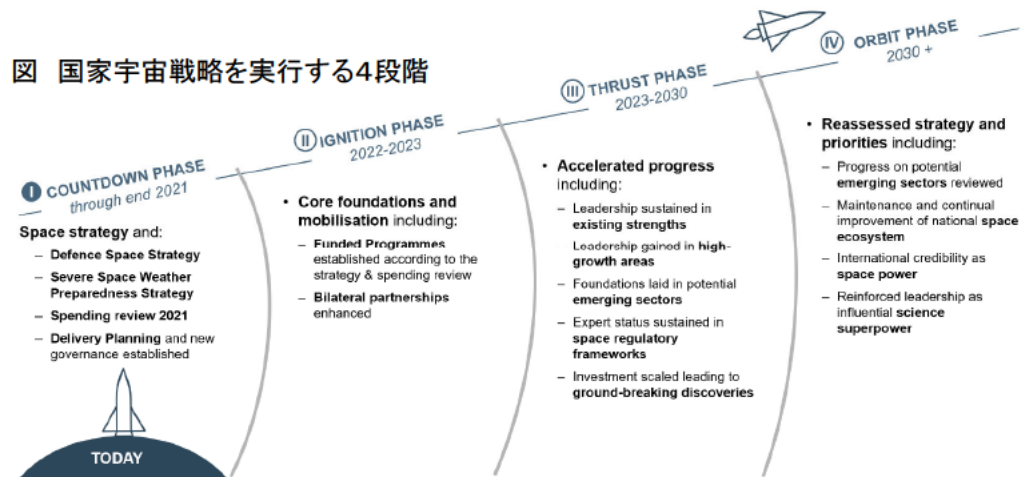 図 国家宇宙戦略を実行する4段階
I COUNTDOWN PHASE
through end 2021
Space strategy and:
– Defence Space Strategy
– Severe Space Weather
Preparedness Strategy
– Spending review 2021
– Delivery Planning and new
governance established
TODAY
II IGNITION PHASE
2022-2023
• Core foundations and
mobilisation including:
– Funded Programmes
established according to the
strategy & spending review
– Bilateral partnerships
enhanced
III THRUST PHASE
2023-2030
• Accelerated progress
including:
– Leadership sustained in
existing strengths
– Leadership gained in high-
growth areas
– Foundations laid in potential
emerging sectors
– Expert status sustained in
space regulatory
frameworks
– Investment scaled leading to
ground-breaking discoveries
IV ORBIT PHASE
2030 +
• Reassessed strategy and
priorities including:
– Progress on potential
emerging sectors reviewed
– Maintenance and continual
improvement of national space
ecosystem
– International credibility as
space power
– Reinforced leadership as
influential science
superpower